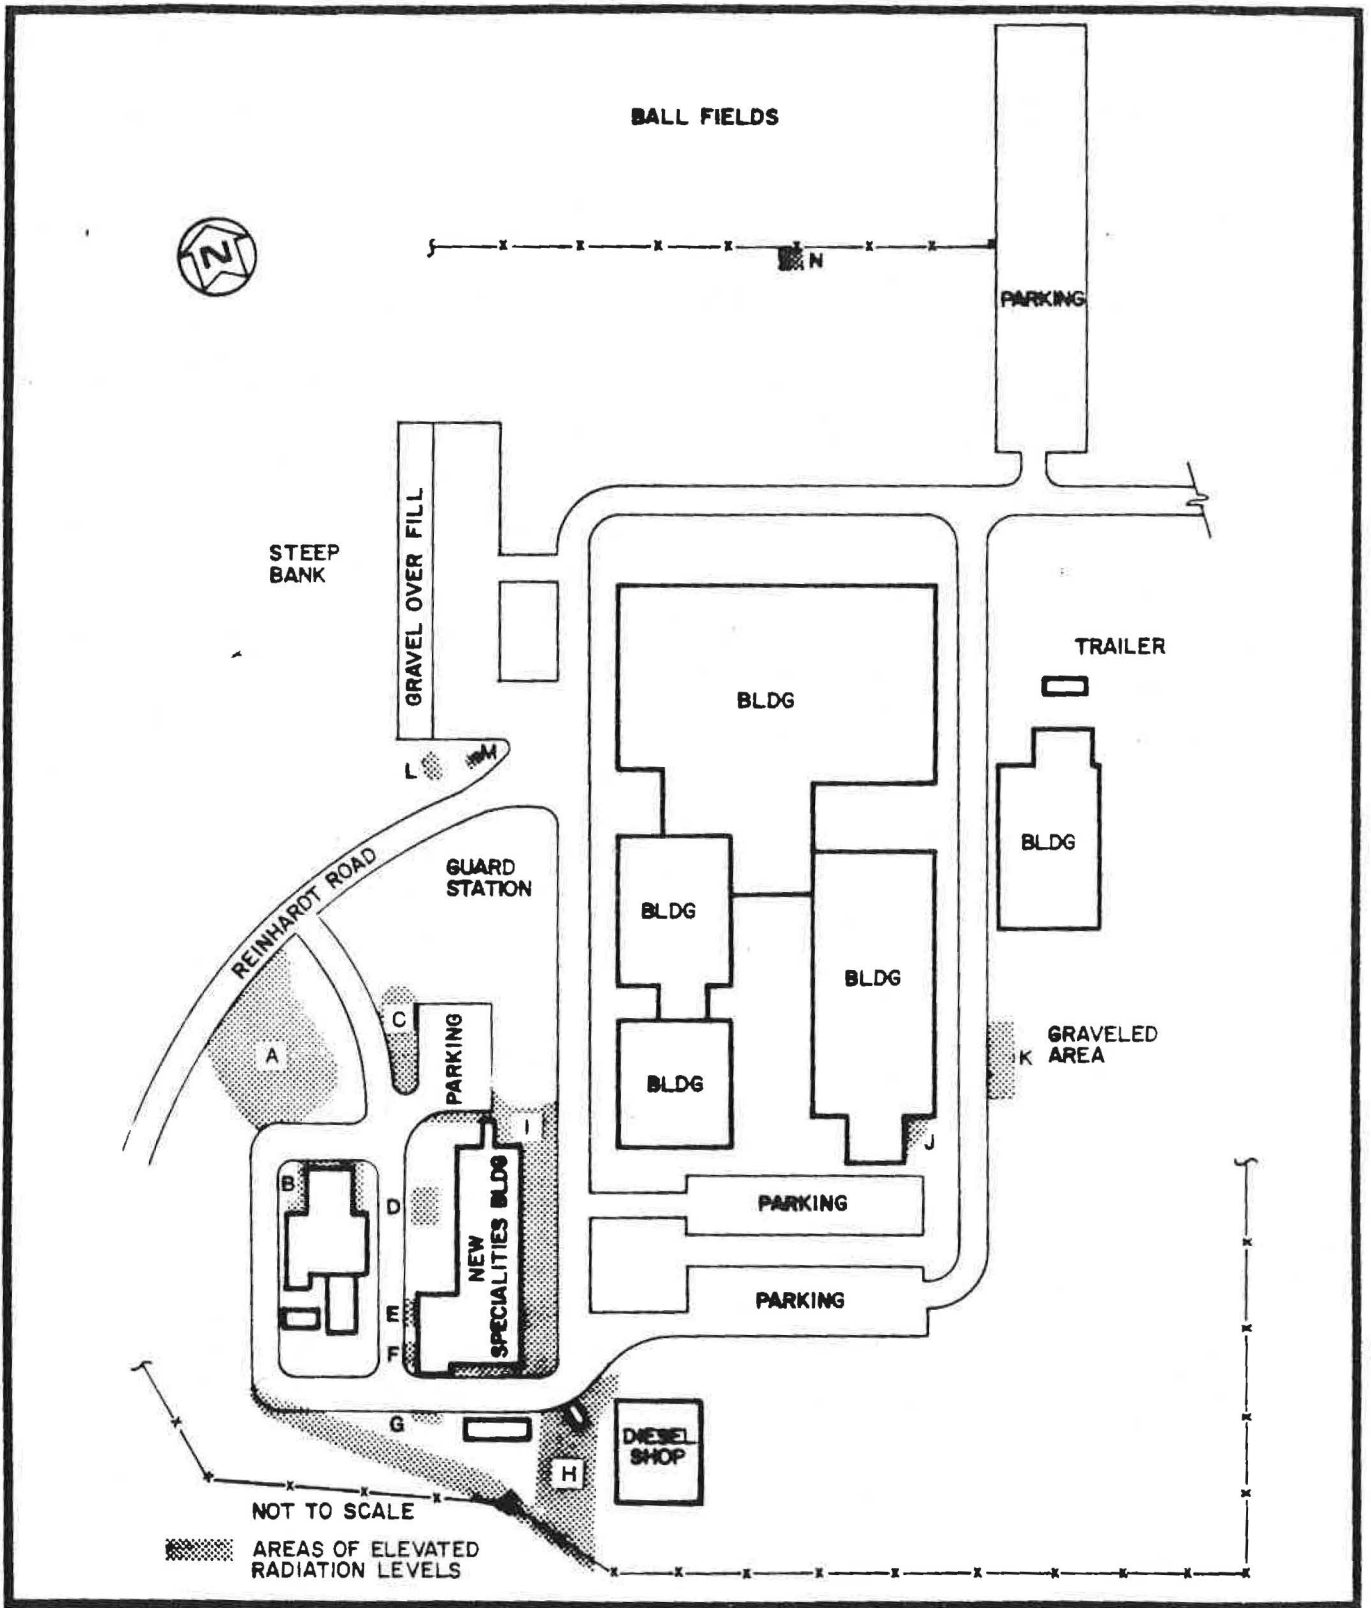 BALL FIELDS
N
N
PARKING
STEEP
BANK
GRAVEL OVER FILL
TRAILER
BLDG
L
M
BLDG
REINHARDT ROAD
GUARD
STATION
BLDG
BLDG
A
C
PARKING
BLDG
K
GRAVELED
AREA
I
J
B
D
NEW
SPECIALITIES BLDG
PARKING
E
PARKING
F
G
H
DIESEL
SHOP
NOT TO SCALE
AREAS OF ELEVATED
RADIATION LEVELS